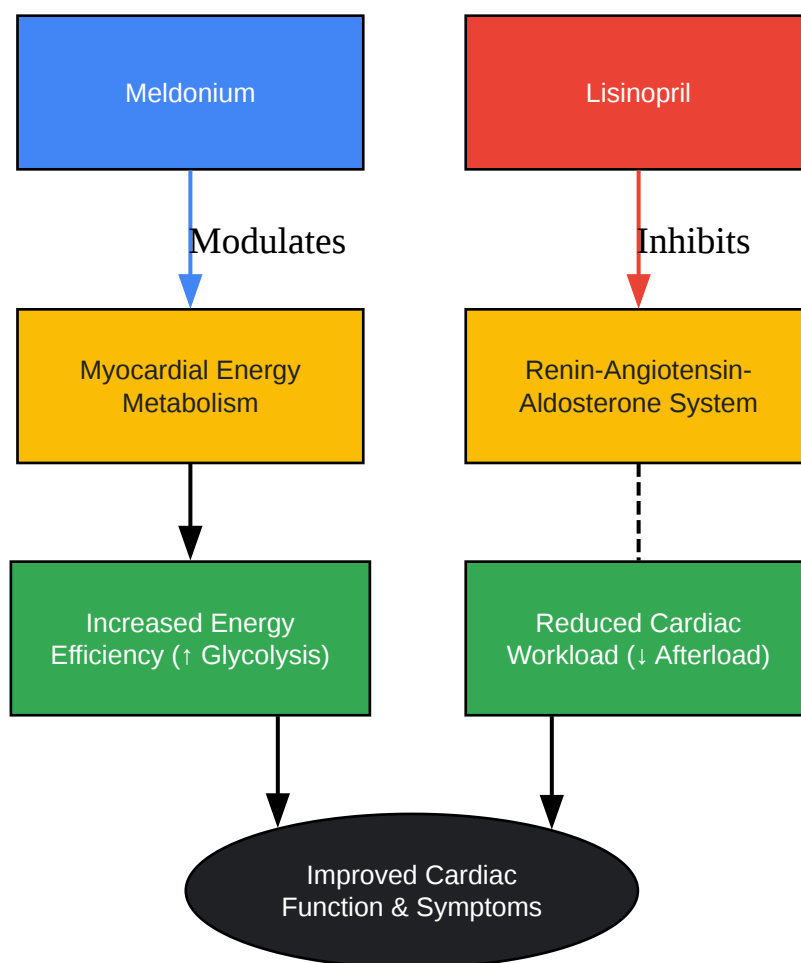 Meldonium
Lisinopril
Modulates
Inhibits
Myocardial Energy
Metabolism
Renin-Angiotensin-
Aldosterone System
Increased Energy
Efficiency (↑ Glycolysis)
Reduced Cardiac
Workload (↓ Afterload)
Improved Cardiac
Function & Symptoms